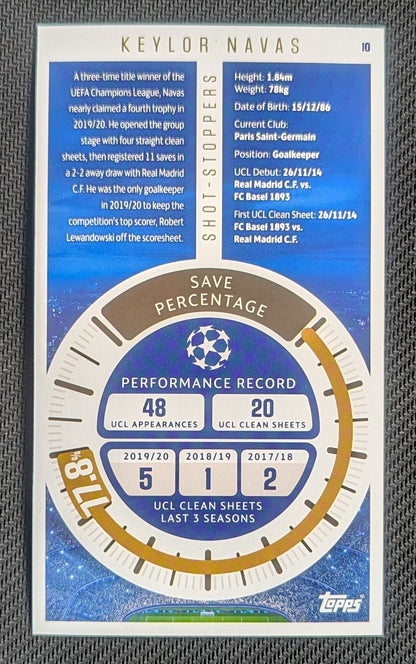 KEYLOR NAVAS
10
A three-time title winner of the
UEFA Champions League, Navas
nearly claimed a fourth trophy in
2019/20. He opened the group
stage with four straight clean
sheets, then registered 11 saves in
a 2-2 away draw with Real Madrid
C.F. He was the only goalkeeper
in 2019/20 to keep the
competition's top scorer, Robert
Lewandowski off the scoresheet.
SHOT-STOPPERS
Height: 1.84m
Weight: 78kg
Date of Birth: 15/12/86
Current Club:
Paris Saint-Germain
Position: Goalkeeper
UCL Debut: 26/11/14
Real Madrid C.F. vs.
FC Basel 1893
First UCL Clean Sheet: 26/11/14
FC Basel 1893 vs.
Real Madrid C.F.
SAVE
PERCENTAGE
PERFORMANCE RECORD
48
UCL APPEARANCES
20
UCL CLEAN SHEETS
2019/20
5
2018/19
1
2017/18
2
UCL CLEAN SHEETS
LAST 3 SEASONS
77.8%
Topps